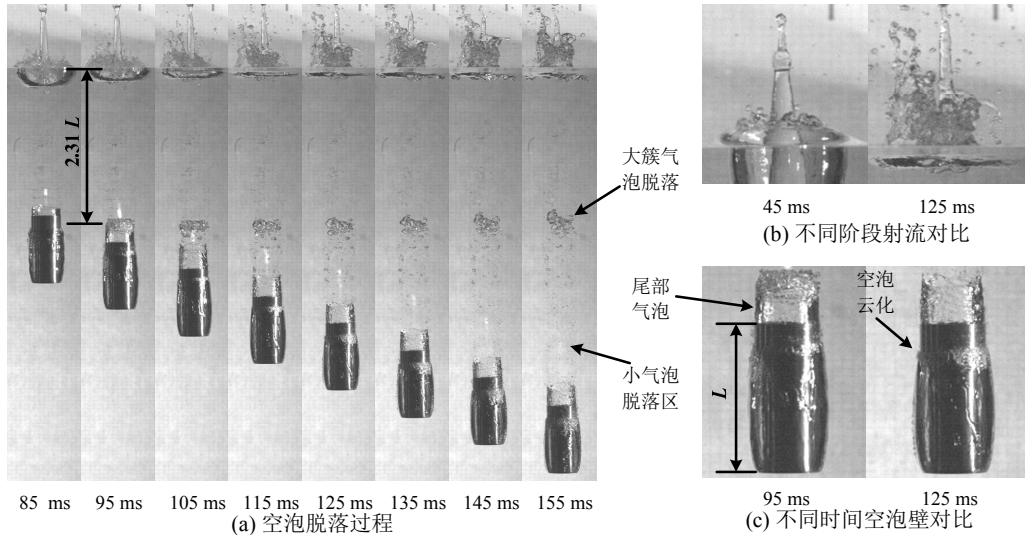 2.31 L
大簇气
泡脱落
小气泡
脱落区
85 ms
95 ms
105 ms
115 ms
125 ms
135 ms
145 ms
155 ms
(a) 空泡脱落过程
45 ms
125 ms
(b) 不同阶段射流对比
尾部
气泡
空泡
云化
L
95 ms
125 ms
(c) 不同时间空泡壁对比